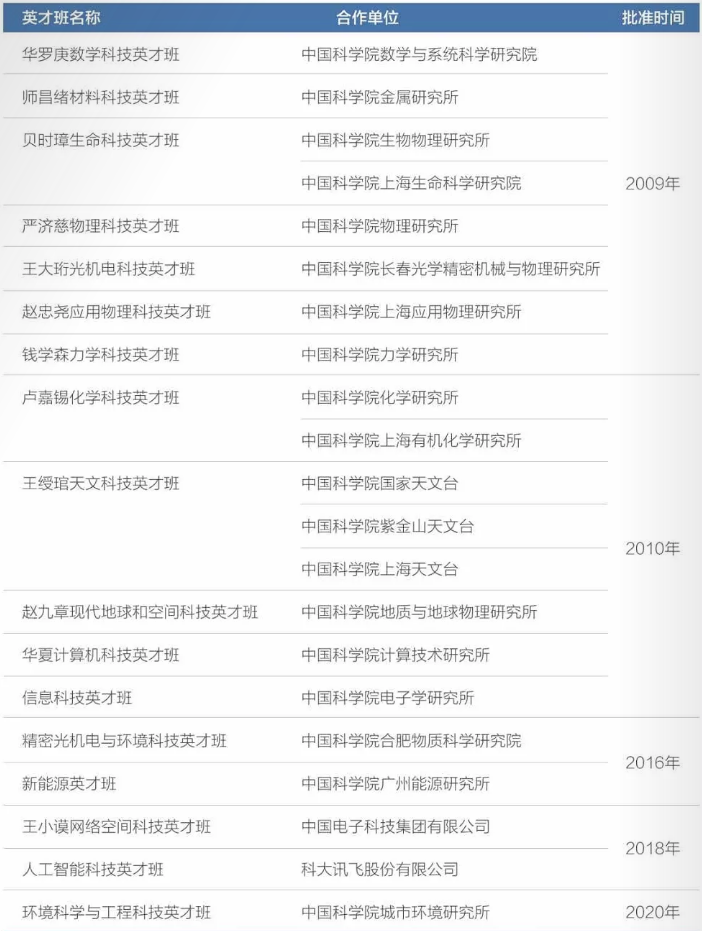 英才班名称 合作单位 批准时间
华罗庚数学科技英才班 中国科学院数学与系统科学研究院
师昌绪材料科技英才班 中国科学院金属研究所
贝时璋生命科技英才班 中国科学院生物物理研究所
中国科学院上海生命科学研究院 2009年
严济慈物理科技英才班 中国科学院物理研究所
王大珩光机电科技英才班 中国科学院长春光学精密机械与物理研究所
赵忠尧应用物理科技英才班 中国科学院上海应用物理研究所
钱学森力学科技英才班 中国科学院力学研究所
卢嘉锡化学科技英才班 中国科学院化学研究所
中国科学院上海有机化学研究所
王绶琯天文科技英才班 中国科学院国家天文台
中国科学院紫金山天文台
2010年
中国科学院上海天文台
赵九章现代地球和空间科技英才班 中国科学院地质与地球物理研究所
华夏计算机科技英才班 中国科学院计算技术研究所
信息科技英才班 中国科学院电子学研究所
精密光机电与环境科技英才班 中国科学院合肥物质科学研究院
2016年
新能源英才班 中国科学院广州能源研究所
王小谟网络空间科技英才班 中国电子科技集团有限公司
2018年
人工智能科技英才班 科大讯飞股份有限公司
环境科学与工程科技英才班 中国科学院城市环境研究所 2020年